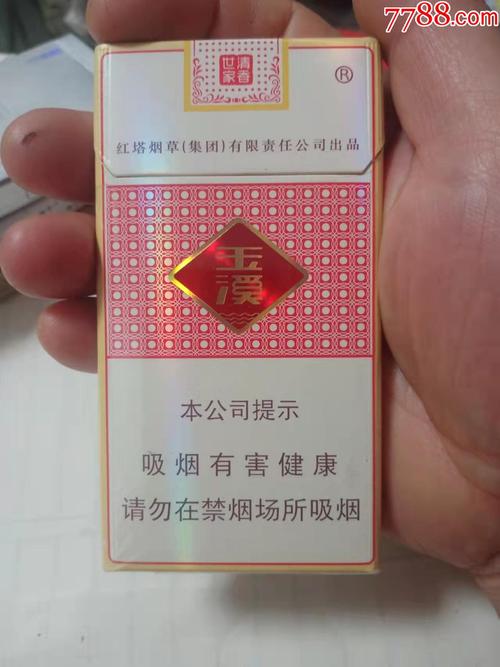 7788.com
清香
世家
®
红塔烟草(集团)有限责任公司出品
玉溪
本公司提示
吸烟有害健康
请勿在禁烟场所吸烟